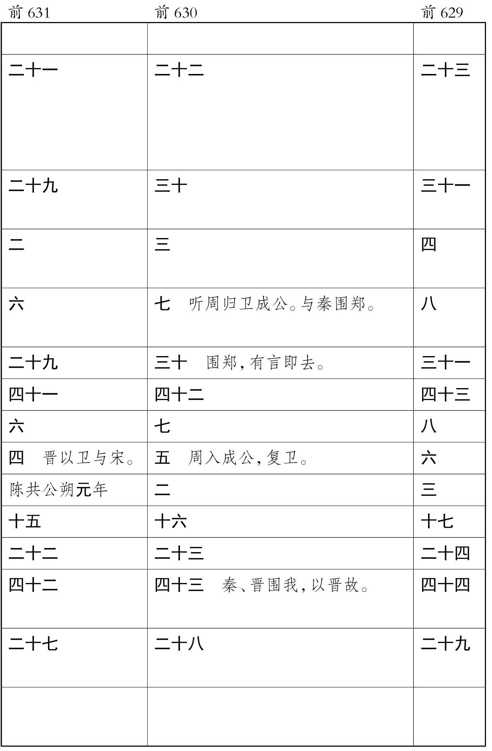 前 631 前 630 前 629
二十一 二十二 二十三
二十九 三十 三十一
二 三 四
六 七 听周归卫成公。与秦围郑。 八
二十九 三十 围郑，有言即去。 三十一
四十一 四十二 四十三
六 七 八
四 晋以卫与宋。 五 周入成公，复卫。 六
陈共公朔元年 二 三
十五 十六 十七
二十二 二十三 二十四
四十二 四十三 秦、晋围我，以晋故。 四十四
二十七 二十八 二十九